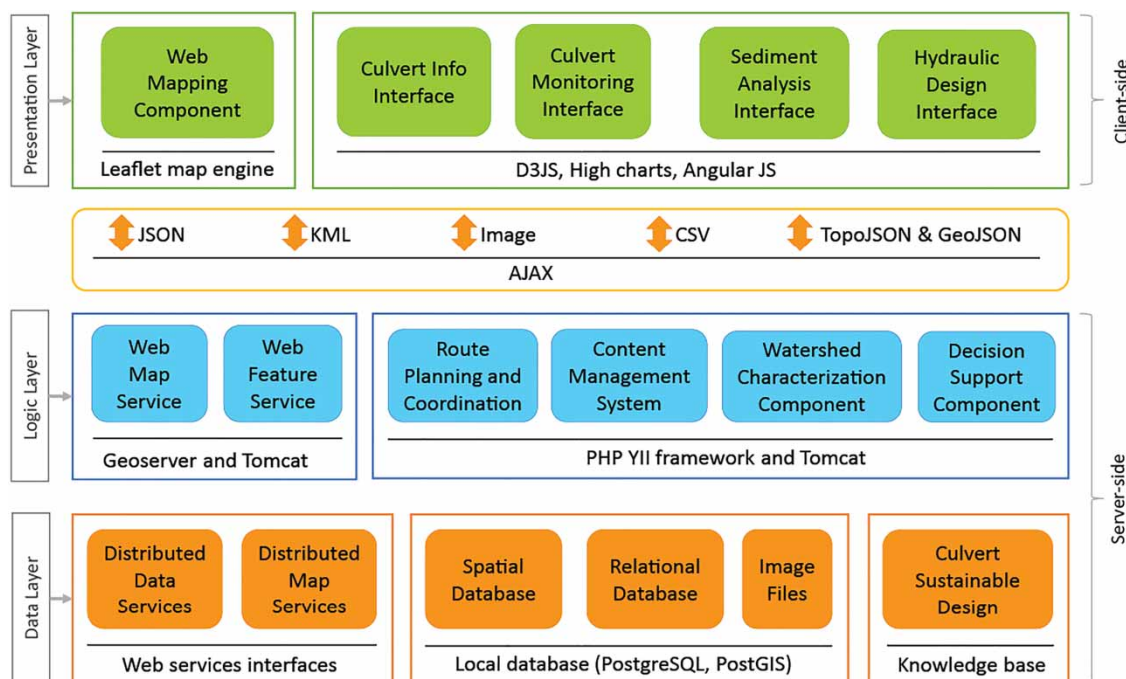 Presentation Layer
Web
Mapping
Component
Leaflet map engine
Culvert Info
Interface
Culvert
Monitoring
Interface
Sediment
Analysis
Interface
Hydraulic
Design
Interface
D3JS, High charts, Angular JS
Client-side
JSON
KML
Image
CSV
TopoJSON & GeoJSON
AJAX
Logic Layer
Web
Map
Service
Web
Feature
Service
Geoserver and Tomcat
Route
Planning and
Coordination
Content
Management
System
Watershed
Characterization
Component
Decision
Support
Component
PHP YII framework and Tomcat
Server-side
Data Layer
Distributed
Data
Services
Distributed
Map
Services
Web services interfaces
Spatial
Database
Relational
Database
Image
Files
Local database (PostgreSQL, PostGIS)
Culvert
Sustainable
Design
Knowledge base